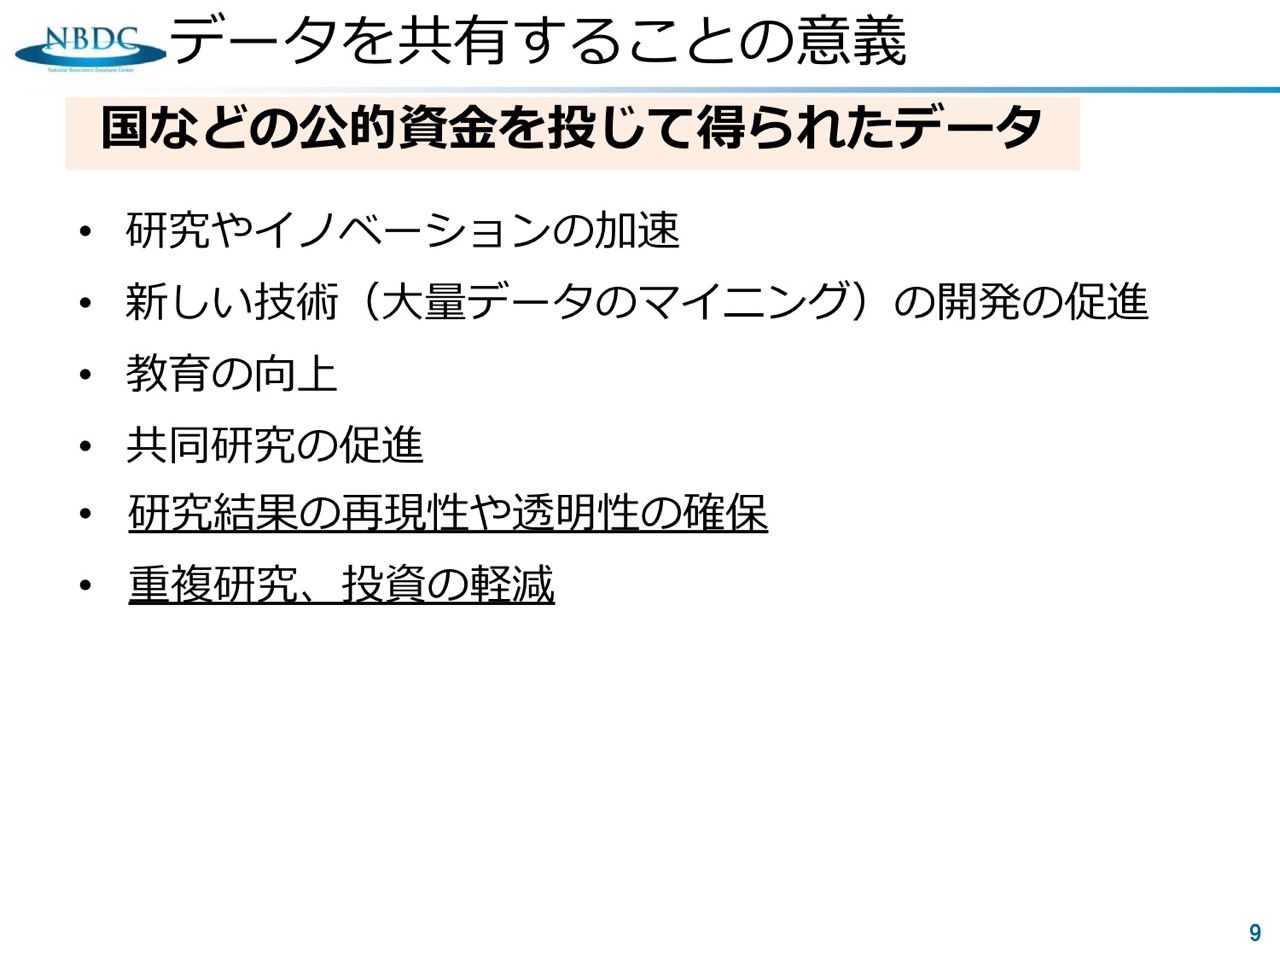 NBDC
National Bioscience Database Center
データを共有することの意義
国などの公的資金を投じて得られたデータ
• 研究やイノベーションの加速
• 新しい技術（大量データのマイニング）の開発の促進
• 教育の向上
• 共同研究の促進
• 研究結果の再現性や透明性の確保
• 重複研究、投資の軽減
9